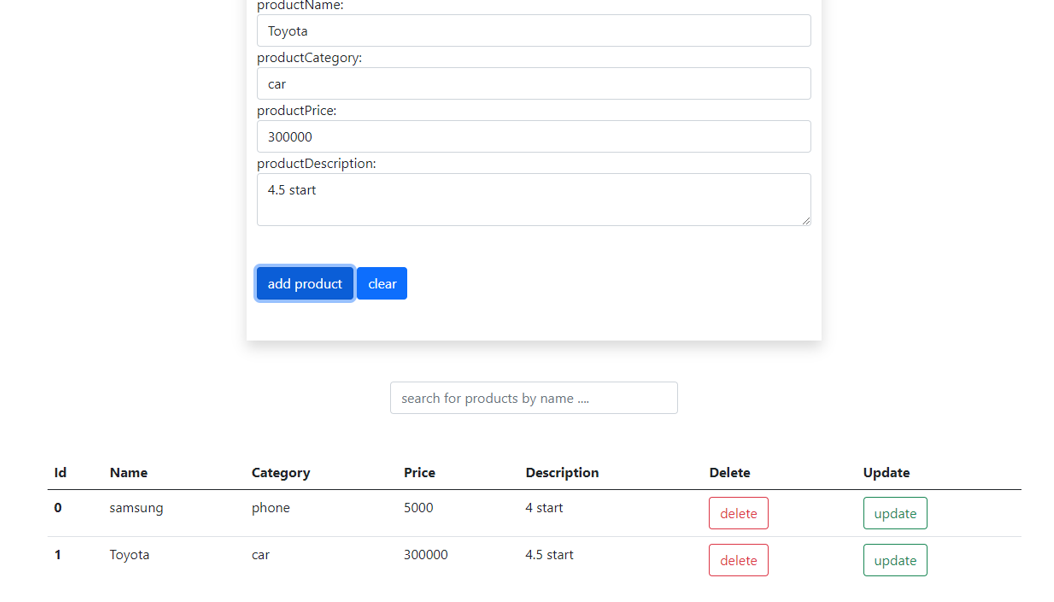 productName:
Toyota
productCategory:
car
productPrice:
300000
productDescription:
4.5 start
add product clear
search for products by name ....
Id Name Category Price Description Delete Update
0 samsung phone 5000 4 start delete update
1 Toyota car 300000 4.5 start delete update